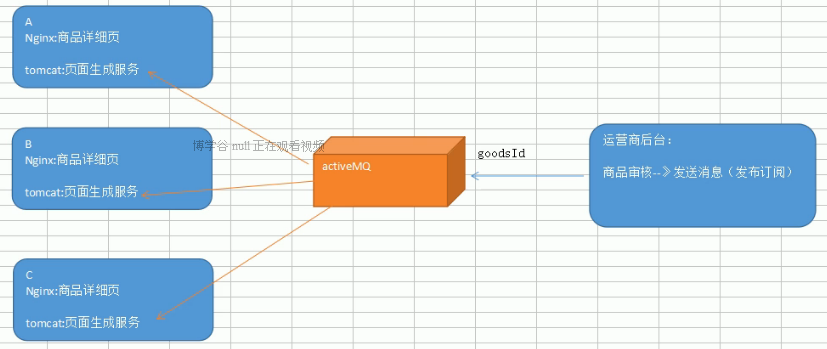 A
Nginx:商品详细页
tomcat:页面生成服务
B
Nginx:商品详细页
tomcat:页面生成服务
C
Nginx:商品详细页
tomcat:页面生成服务
博学谷 null 正在观看视频
activeMQ
goodsId
运营商后台：
商品审核--》发送消息（发布订阅）